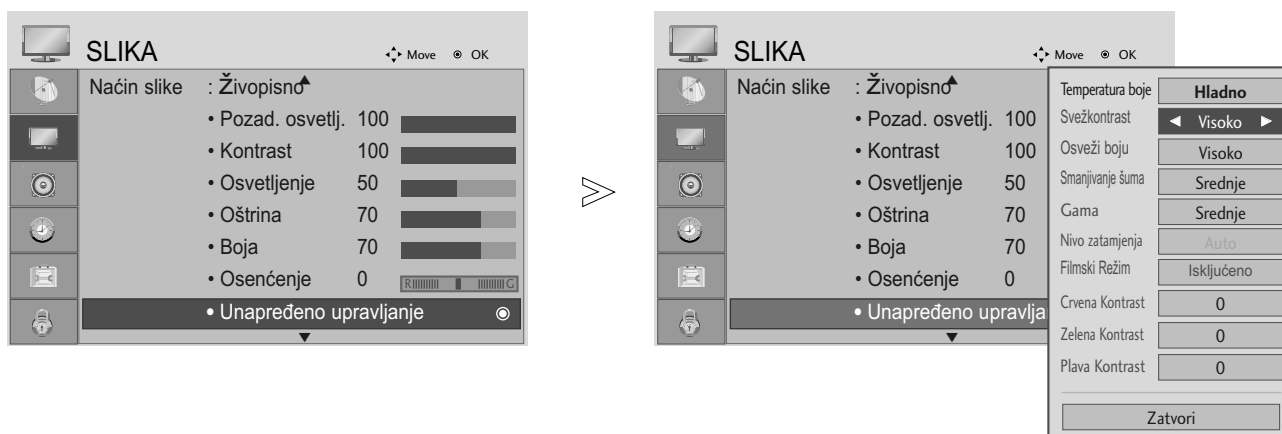 SLIKA
Move OK
Naćin slike : Živopisno
• Pozad. osvetlj. 100
• Kontrast 100
• Osvetljenje 50
• Oštrina 70
• Boja 70
• Osenćenje 0
R G
• Unapređeno upravljanje
SLIKA
Move OK
Naćin slike : Živopisno
• Pozad. osvetlj. 100
• Kontrast 100
• Osvetljenje 50
• Oštrina 70
• Boja 70
• Osenćenje 0
• Unapređeno upravlja
Temperatura boje Hladno
Svežkontrast ◄ Visoko ►
Osveži boju Visoko
Smanjivanje šuma Srednje
Gama Srednje
Nivo zatamjenja Auto
Filmski Režim Iskljućeno
Crvena Kontrast 0
Zelena Kontrast 0
Plava Kontrast 0
Zatvori